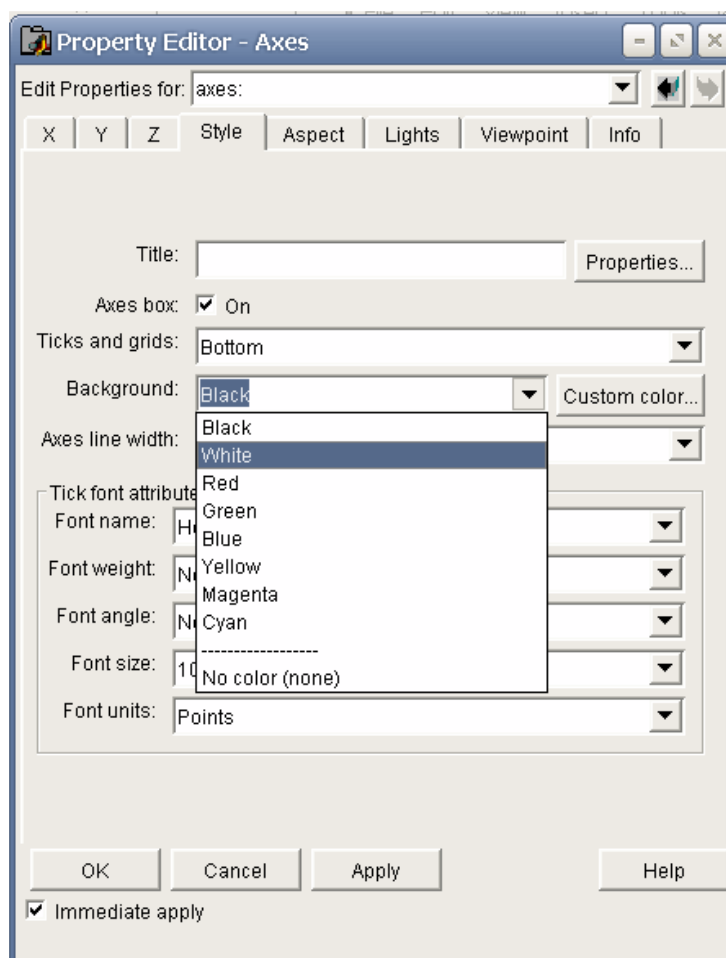 Property Editor - Axes
Edit Properties for: axes:
X Y Z Style Aspect Lights Viewpoint Info
Title: Properties...
Axes box: On
Ticks and grids: Bottom
Background: Black Custom color...
Black
Axes line width:
White
Red
Tick font attribute
Green
Font name:
Blue
Font weight:
Yellow
Magenta
Font angle:
Cyan
------------------
Font size: 10
No color (none)
Font units: Points
OK Cancel Apply Help
Immediate apply